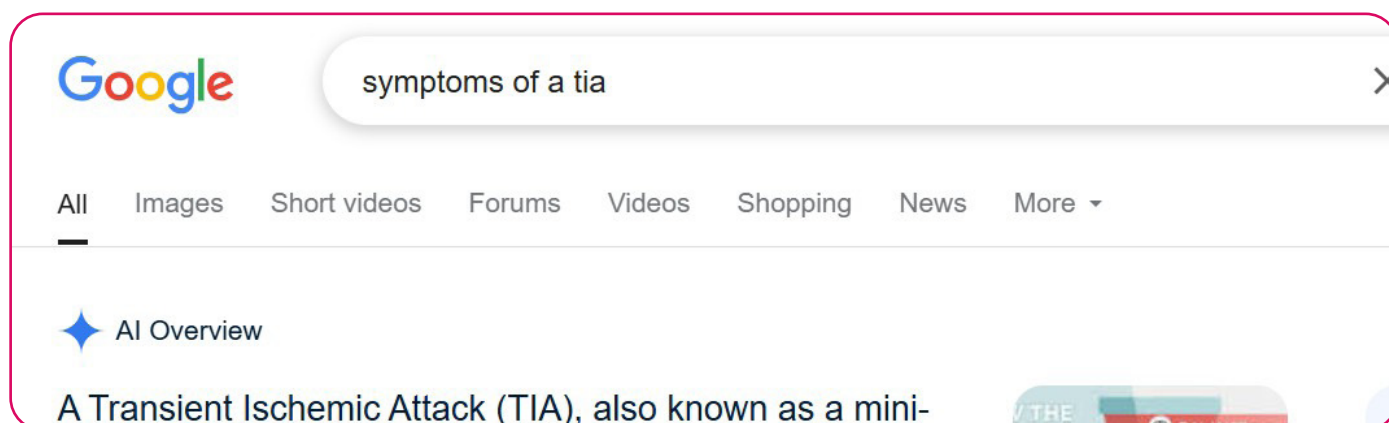 Google
symptoms of a tia
All Images Short videos Forums Videos Shopping News More
AI Overview
A Transient Ischemic Attack (TIA), also known as a mini-
THE